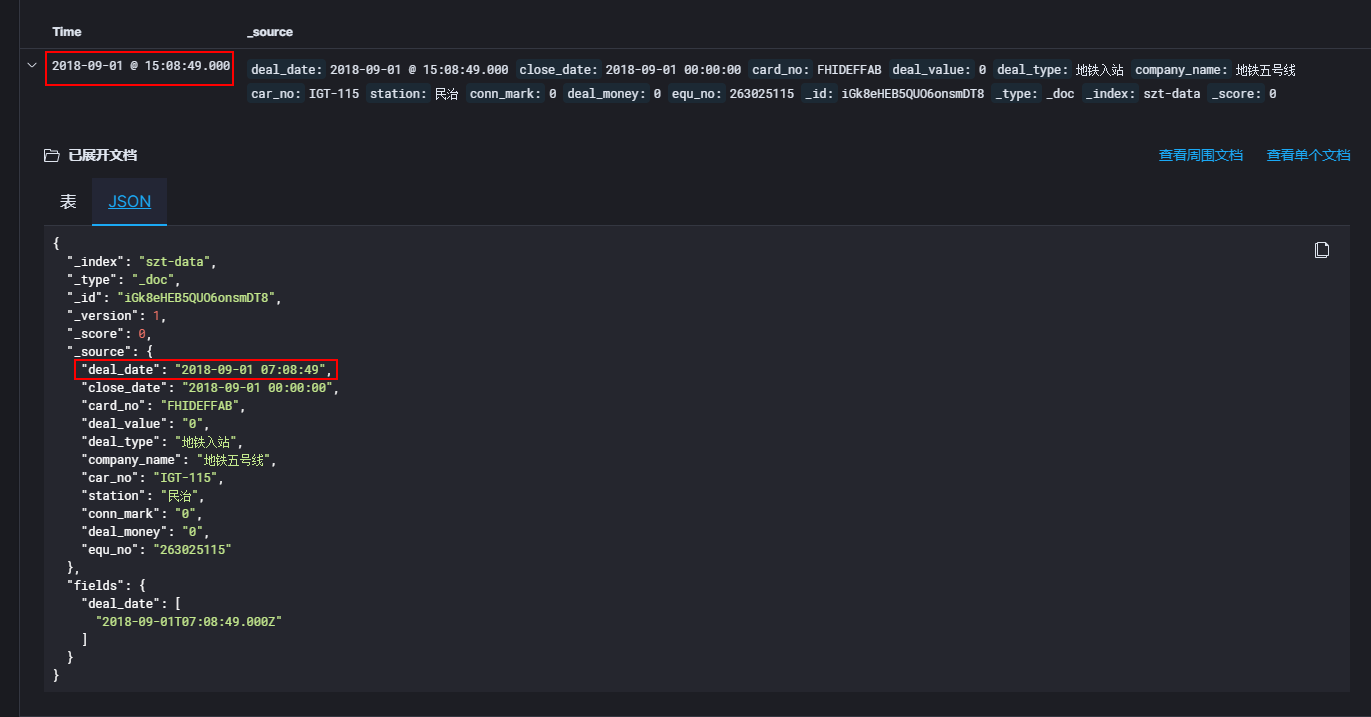 Time _source
2018-09-01 @ 15:08:49.000 deal_date: 2018-09-01 @ 15:08:49.000 close_date: 2018-09-01 00:00:00 card_no: FHIDEFFAB deal_value: 0 deal_type: 地铁入站 company_name: 地铁五号线
car_no: IGT-115 station: 民治 conn_mark: 0 deal_money: 0 equ_no: 263025115 _id: iGk8eHEB5QUO6onsmDT8 _type: _doc _index: szt-data _score: 0
已展开文档 查看周围文档 查看单个文档
表 JSON
{
"_index": "szt-data",
"_type": "_doc",
"_id": "iGk8eHEB5QUO6onsmDT8",
"_version": 1,
"_score": 0,
"_source": {
"deal_date": "2018-09-01 07:08:49",
"close_date": "2018-09-01 00:00:00",
"card_no": "FHIDEFFAB",
"deal_value": "0",
"deal_type": "地铁入站",
"company_name": "地铁五号线",
"car_no": "IGT-115",
"station": "民治",
"conn_mark": "0",
"deal_money": "0",
"equ_no": "263025115"
},
"fields": {
"deal_date": [
"2018-09-01T07:08:49.000Z"
]
}
}